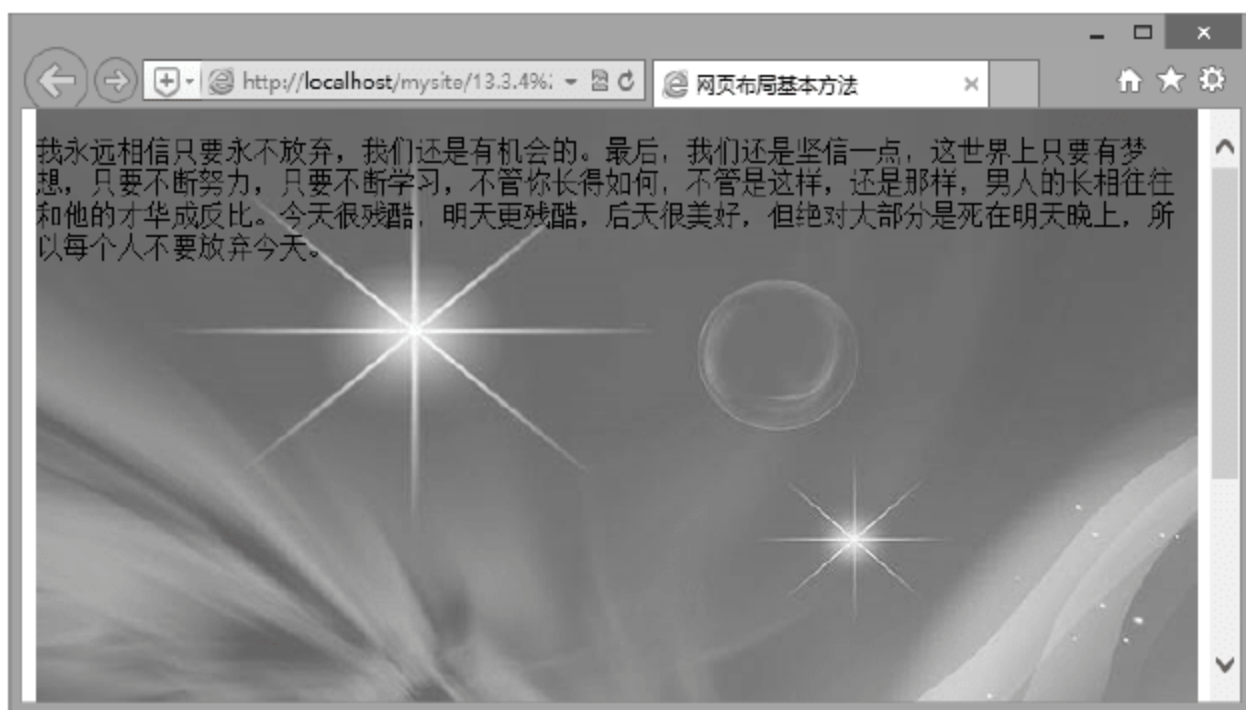 http://localhost/mysite/13.3.4%
网页布局基本方法
我永远相信只要永不放弃，我们还是有机会的。最后，我们还是坚信一点，这世界上只要有梦
想，只要不断努力，只要不断学习，不管你长得如何，不管是这样，还是那样，男人的长相往往
和他的才华成反比。今天很残酷，明天更残酷，后天很美好，但绝对大部分是死在明天晚上，所
以每个人不要放弃今天。